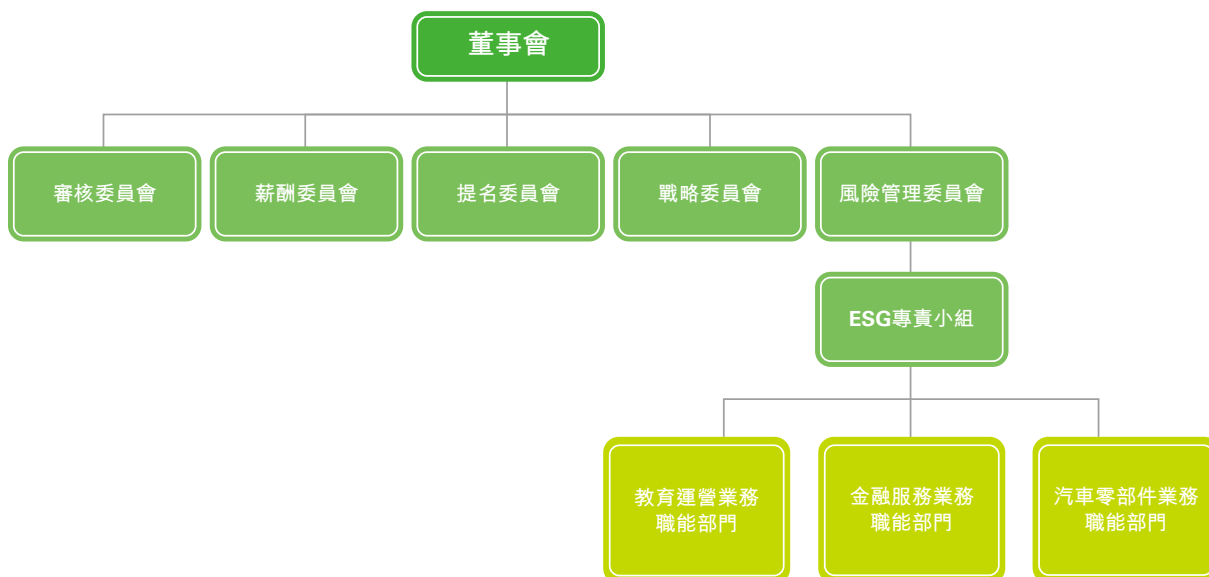 董事會
審核委員會
薪酬委員會
提名委員會
戰略委員會
風險管理委員會
ESG專責小組
教育運營業務
職能部門
金融服務業務
職能部門
汽車零部件業務
職能部門